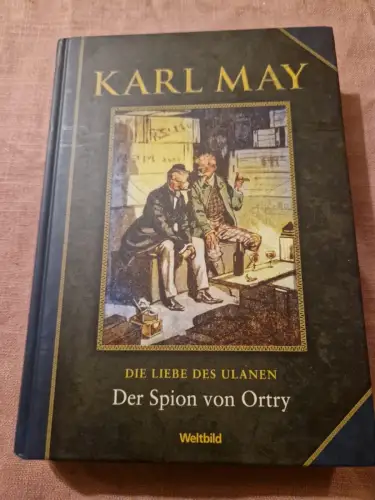 KARL MAY
DIE LIEBE DES ULANEN
Der Spion von Ortry
Weltbild